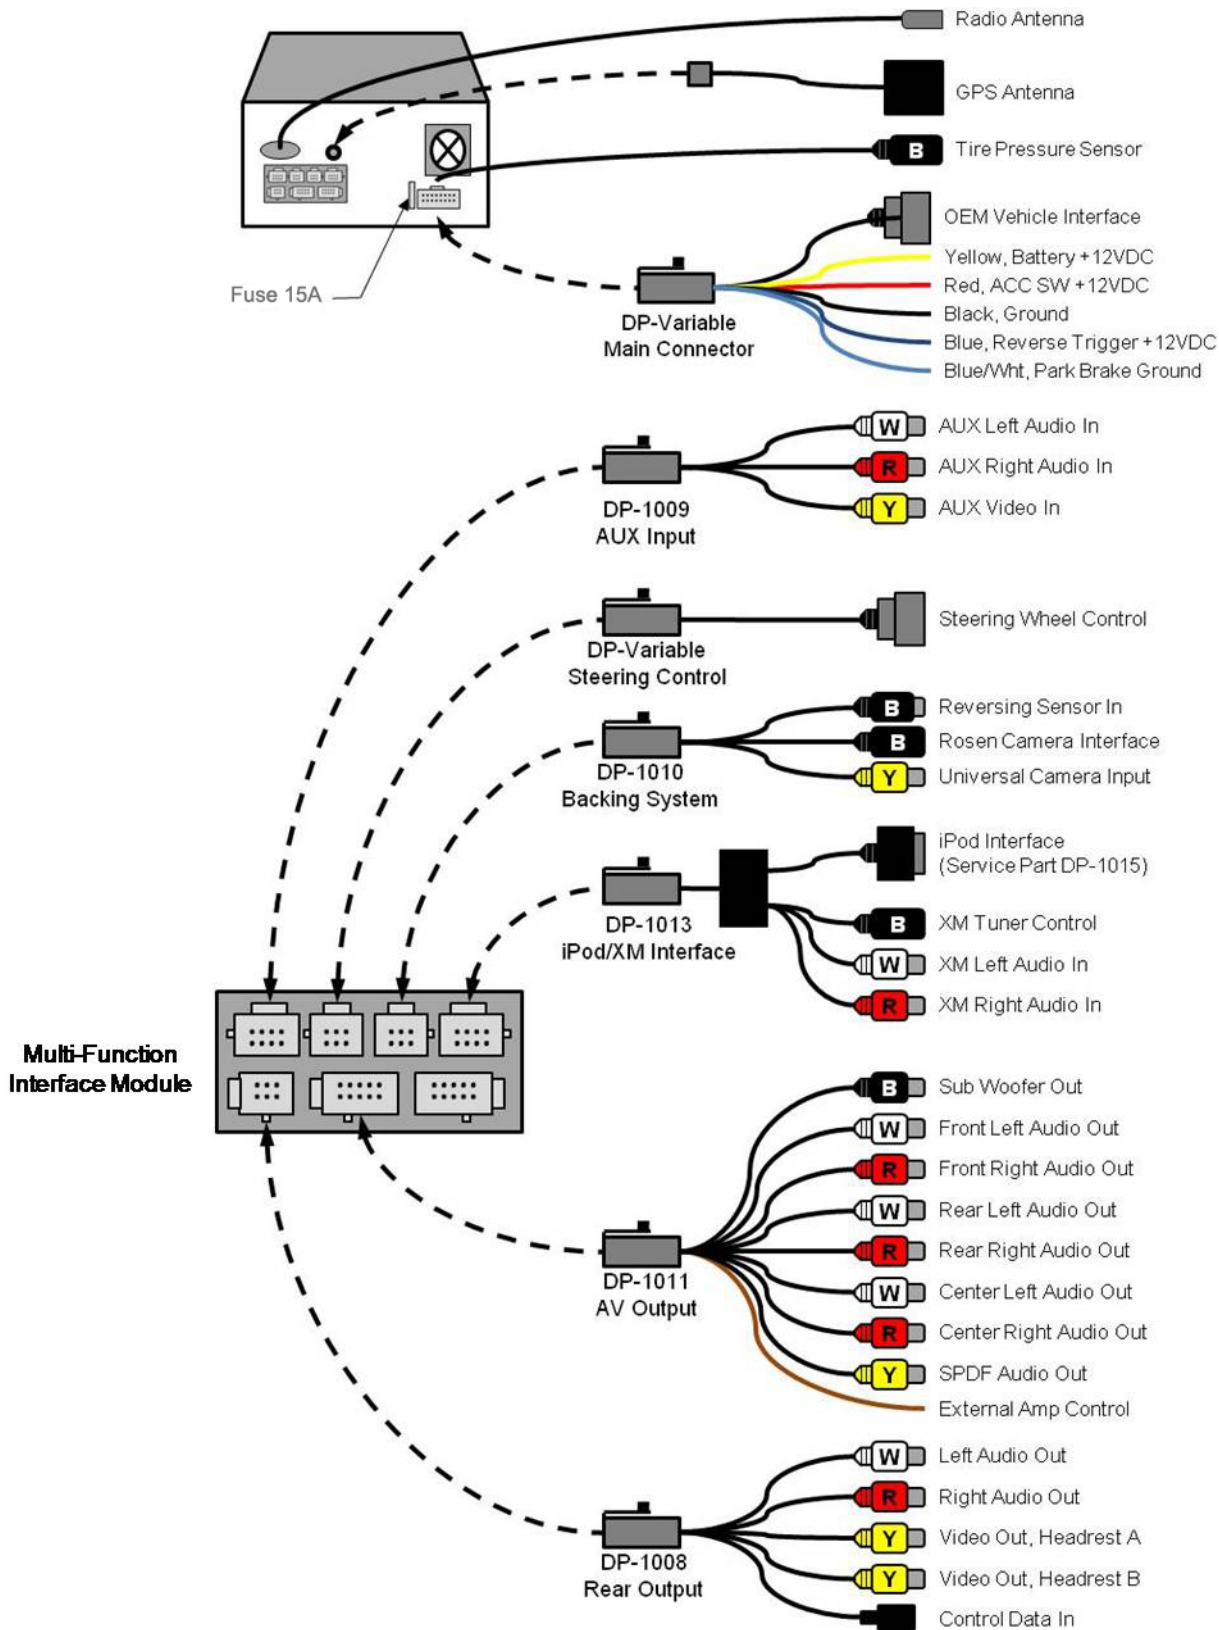 Radio Antenna
GPS Antenna
B
Tire Pressure Sensor
OEM Vehicle Interface
Yellow, Battery +12VDC
Fuse 15A
Red, ACC SW +12VDC
Black, Ground
DP-Variable
Main Connector
Blue, Reverse Trigger +12VDC
Blue/Wht, Park Brake Ground
W
AUX Left Audio In
R
AUX Right Audio In
Y
AUX Video In
DP-1009
AUX Input
Steering Wheel Control
DP-Variable
Steering Control
B
Reversing Sensor In
B
Rosen Camera Interface
Y
Universal Camera Input
DP-1010
Backing System
iPod Interface
(Service Part DP-1015)
DP-1013
iPod/XM Interface
B
XM Tuner Control
W
XM Left Audio In
R
XM Right Audio In
Multi-Function
Interface Module
B
Sub Woofer Out
W
Front Left Audio Out
R
Front Right Audio Out
W
Rear Left Audio Out
R
Rear Right Audio Out
DP-1011
AV Output
W
Center Left Audio Out
R
Center Right Audio Out
Y
SPDF Audio Out
External Amp Control
W
Left Audio Out
R
Right Audio Out
Y
Video Out, Headrest A
DP-1008
Rear Output
Y
Video Out, Headrest B
Control Data In